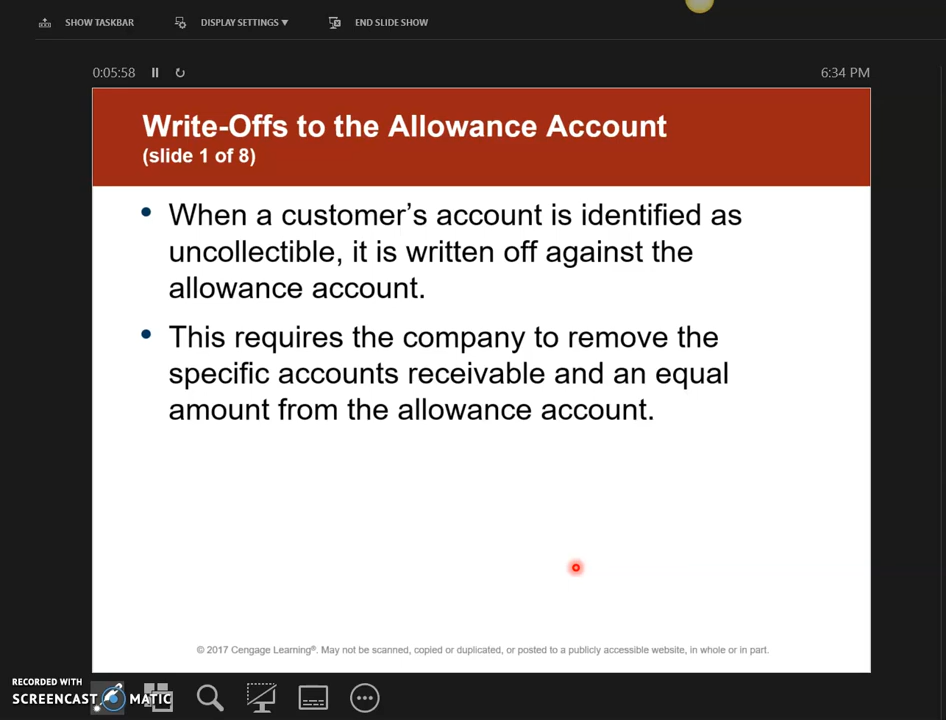 SHOW TASKBAR
DISPLAY SETTINGS ▼
END SLIDE SHOW
0:05:58
6:34 PM
Write-Offs to the Allowance Account
(slide 1 of 8)
• When a customer’s account is identified as
uncollectible, it is written off against the
allowance account.
• This requires the company to remove the
specific accounts receivable and an equal
amount from the allowance account.
© 2017 Cengage Learning®. May not be scanned, copied or duplicated, or posted to a publicly accessible website, in whole or in part.
RECORDED WITH
SCREENCAST MATIC